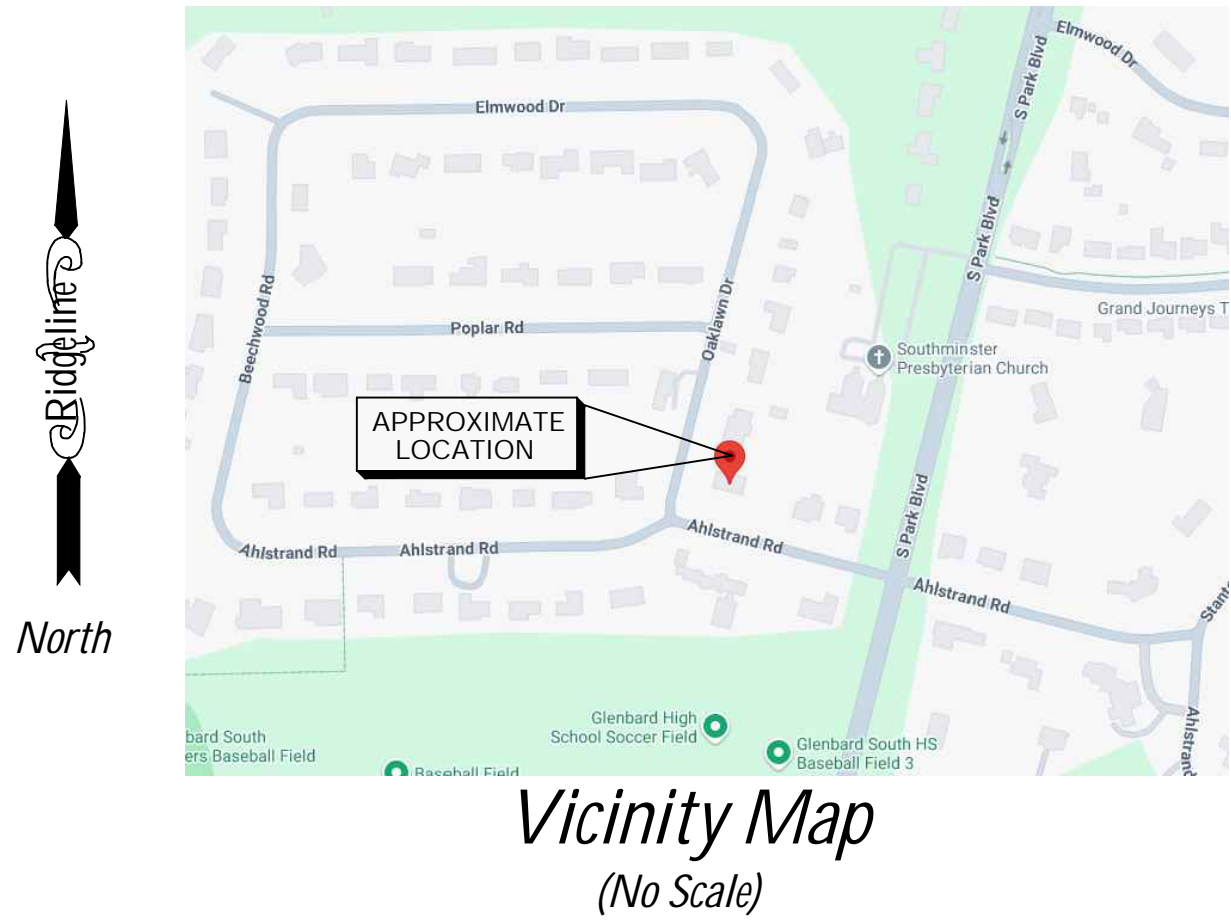 Elmwood Dr
S Park Blvd
Elmwood Dr
S Park Blvd
Beechwood Rd
Poplar Rd
Oaklawn Dr
Grand Journeys T
Southminster
Presbyterian Church
APPROXIMATE
LOCATION
Ridgeline
North
Ahlstrand Rd
Ahlstrand Rd
Ahlstrand Rd
S Park Blvd
Ahlstrand Rd
Stant
Ahlstrand
Glenbard High
School Soccer Field
bard South
ers Baseball Field
Baseball Field
Glenbard South HS
Baseball Field 3
Vicinity Map
(No Scale)